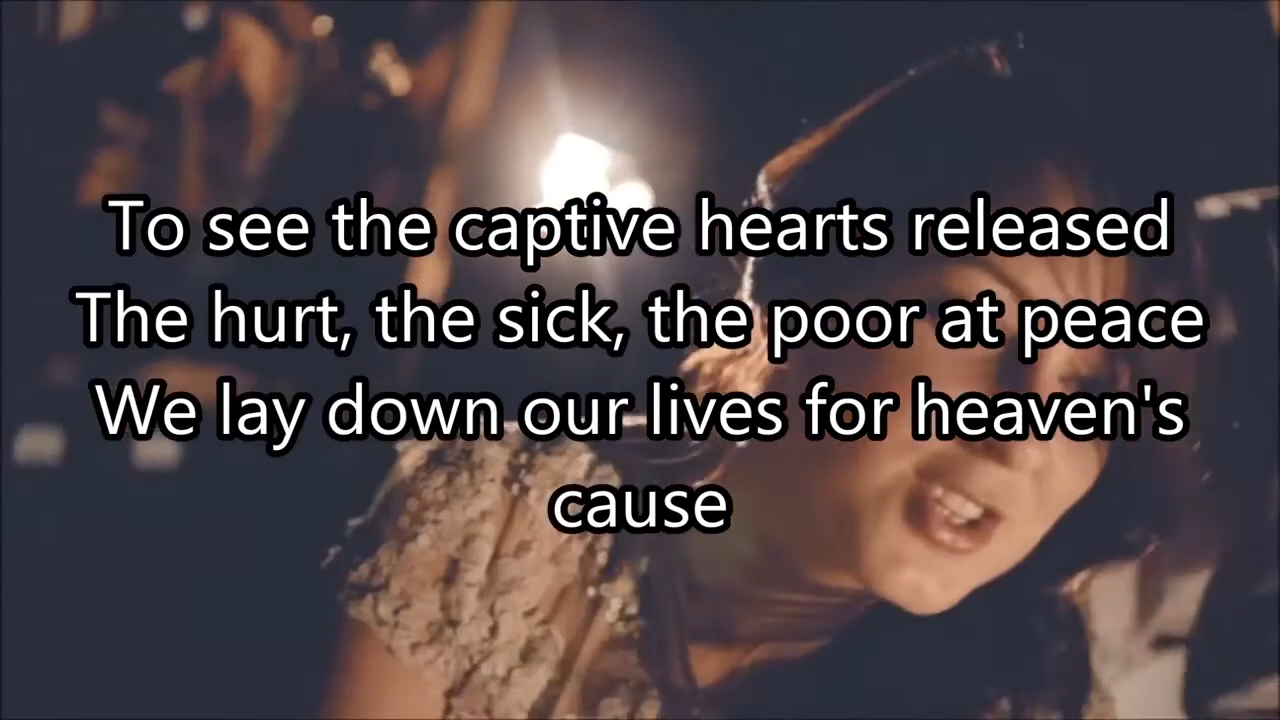 To see the captive hearts released
The hurt, the sick, the poor at peace
We lay down our lives for heaven's
cause